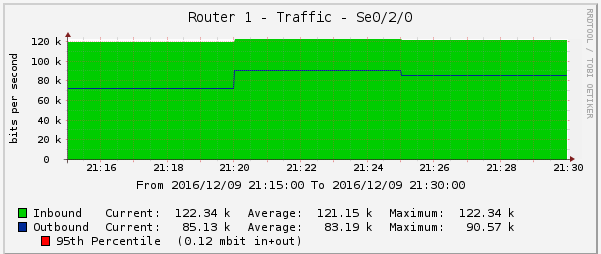 Router 1 - Traffic - Se0/2/0
RRDTOOL / TOBI OETIKER
bits per second
120 k
100 k
80 k
60 k
40 k
20 k
0
21:16 21:18 21:20 21:22 21:24 21:26 21:28 21:30
From 2016/12/09 21:15:00 To 2016/12/09 21:30:00
Inbound Current: 122.34 k Average: 121.15 k Maximum: 122.34 k
Outbound Current: 85.13 k Average: 83.19 k Maximum: 90.57 k
95th Percentile (0.12 mbit in+out)